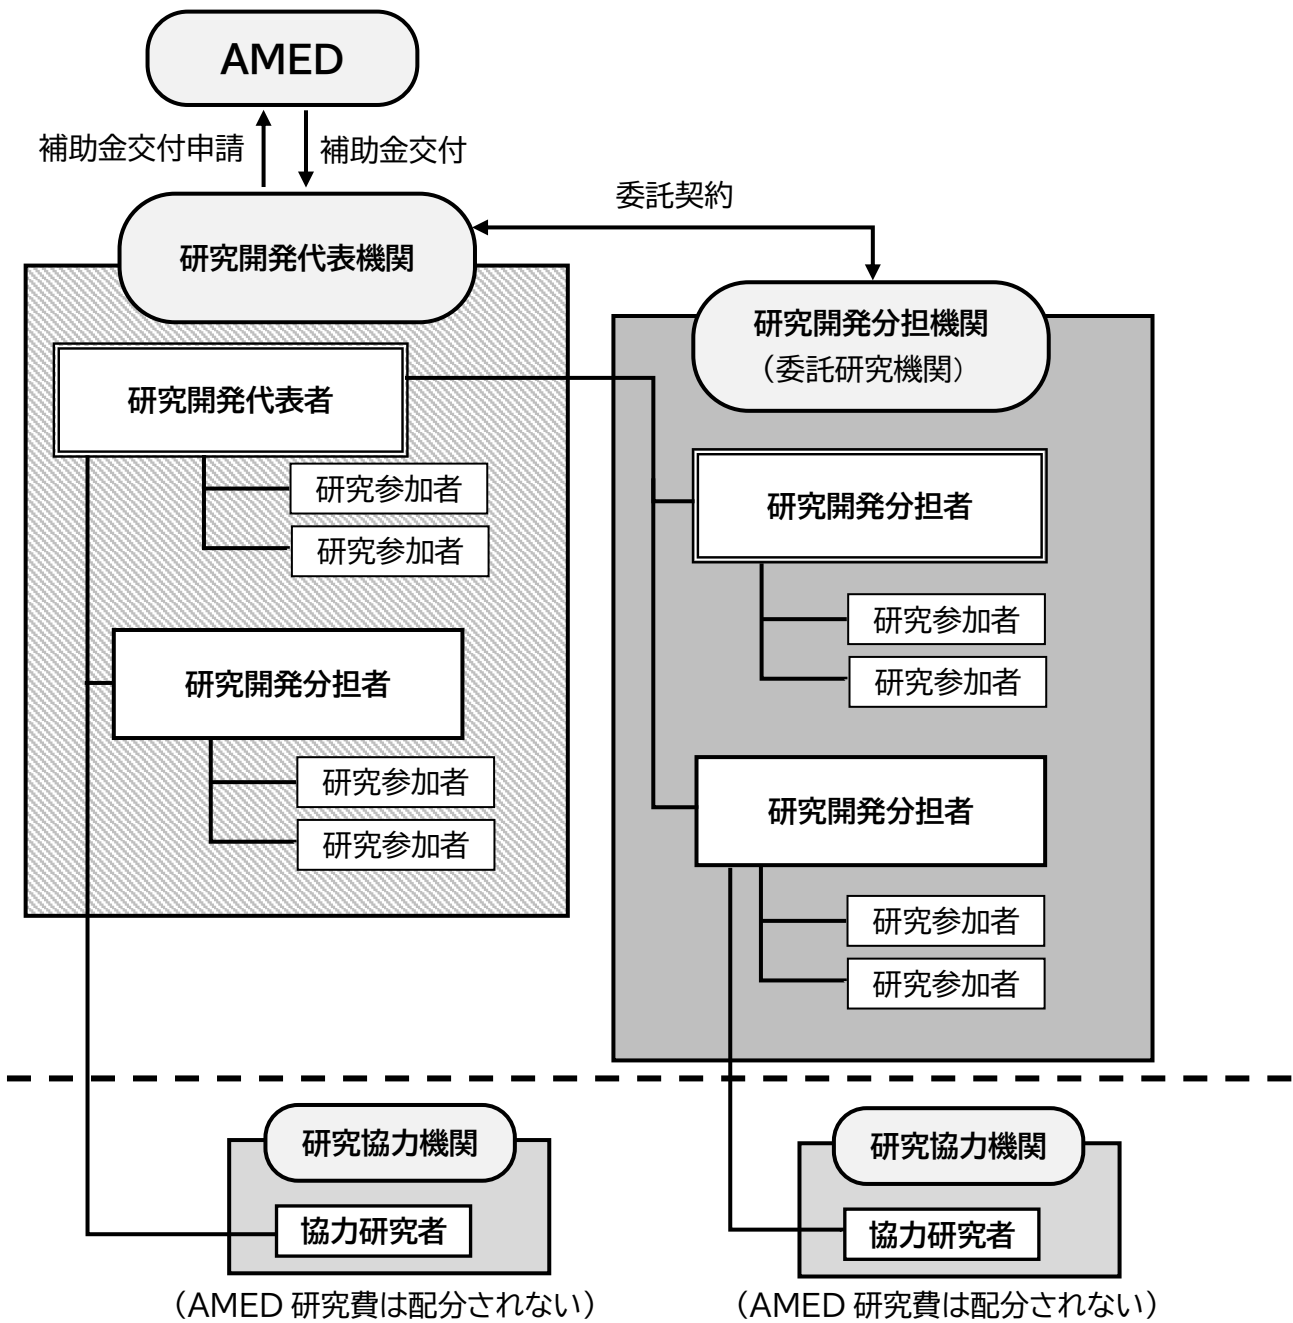 AMED
補助金交付申請
補助金交付
委託契約
研究開発代表機関
研究開発代表者
研究参加者
研究参加者
研究開発分担者
研究参加者
研究参加者
研究開発分担機関
（委託研究機関）
研究開発分担者
研究参加者
研究参加者
研究開発分担者
研究参加者
研究参加者
研究協力機関
協力研究者
（AMED 研究費は配分されない）
研究協力機関
協力研究者
（AMED 研究費は配分されない）